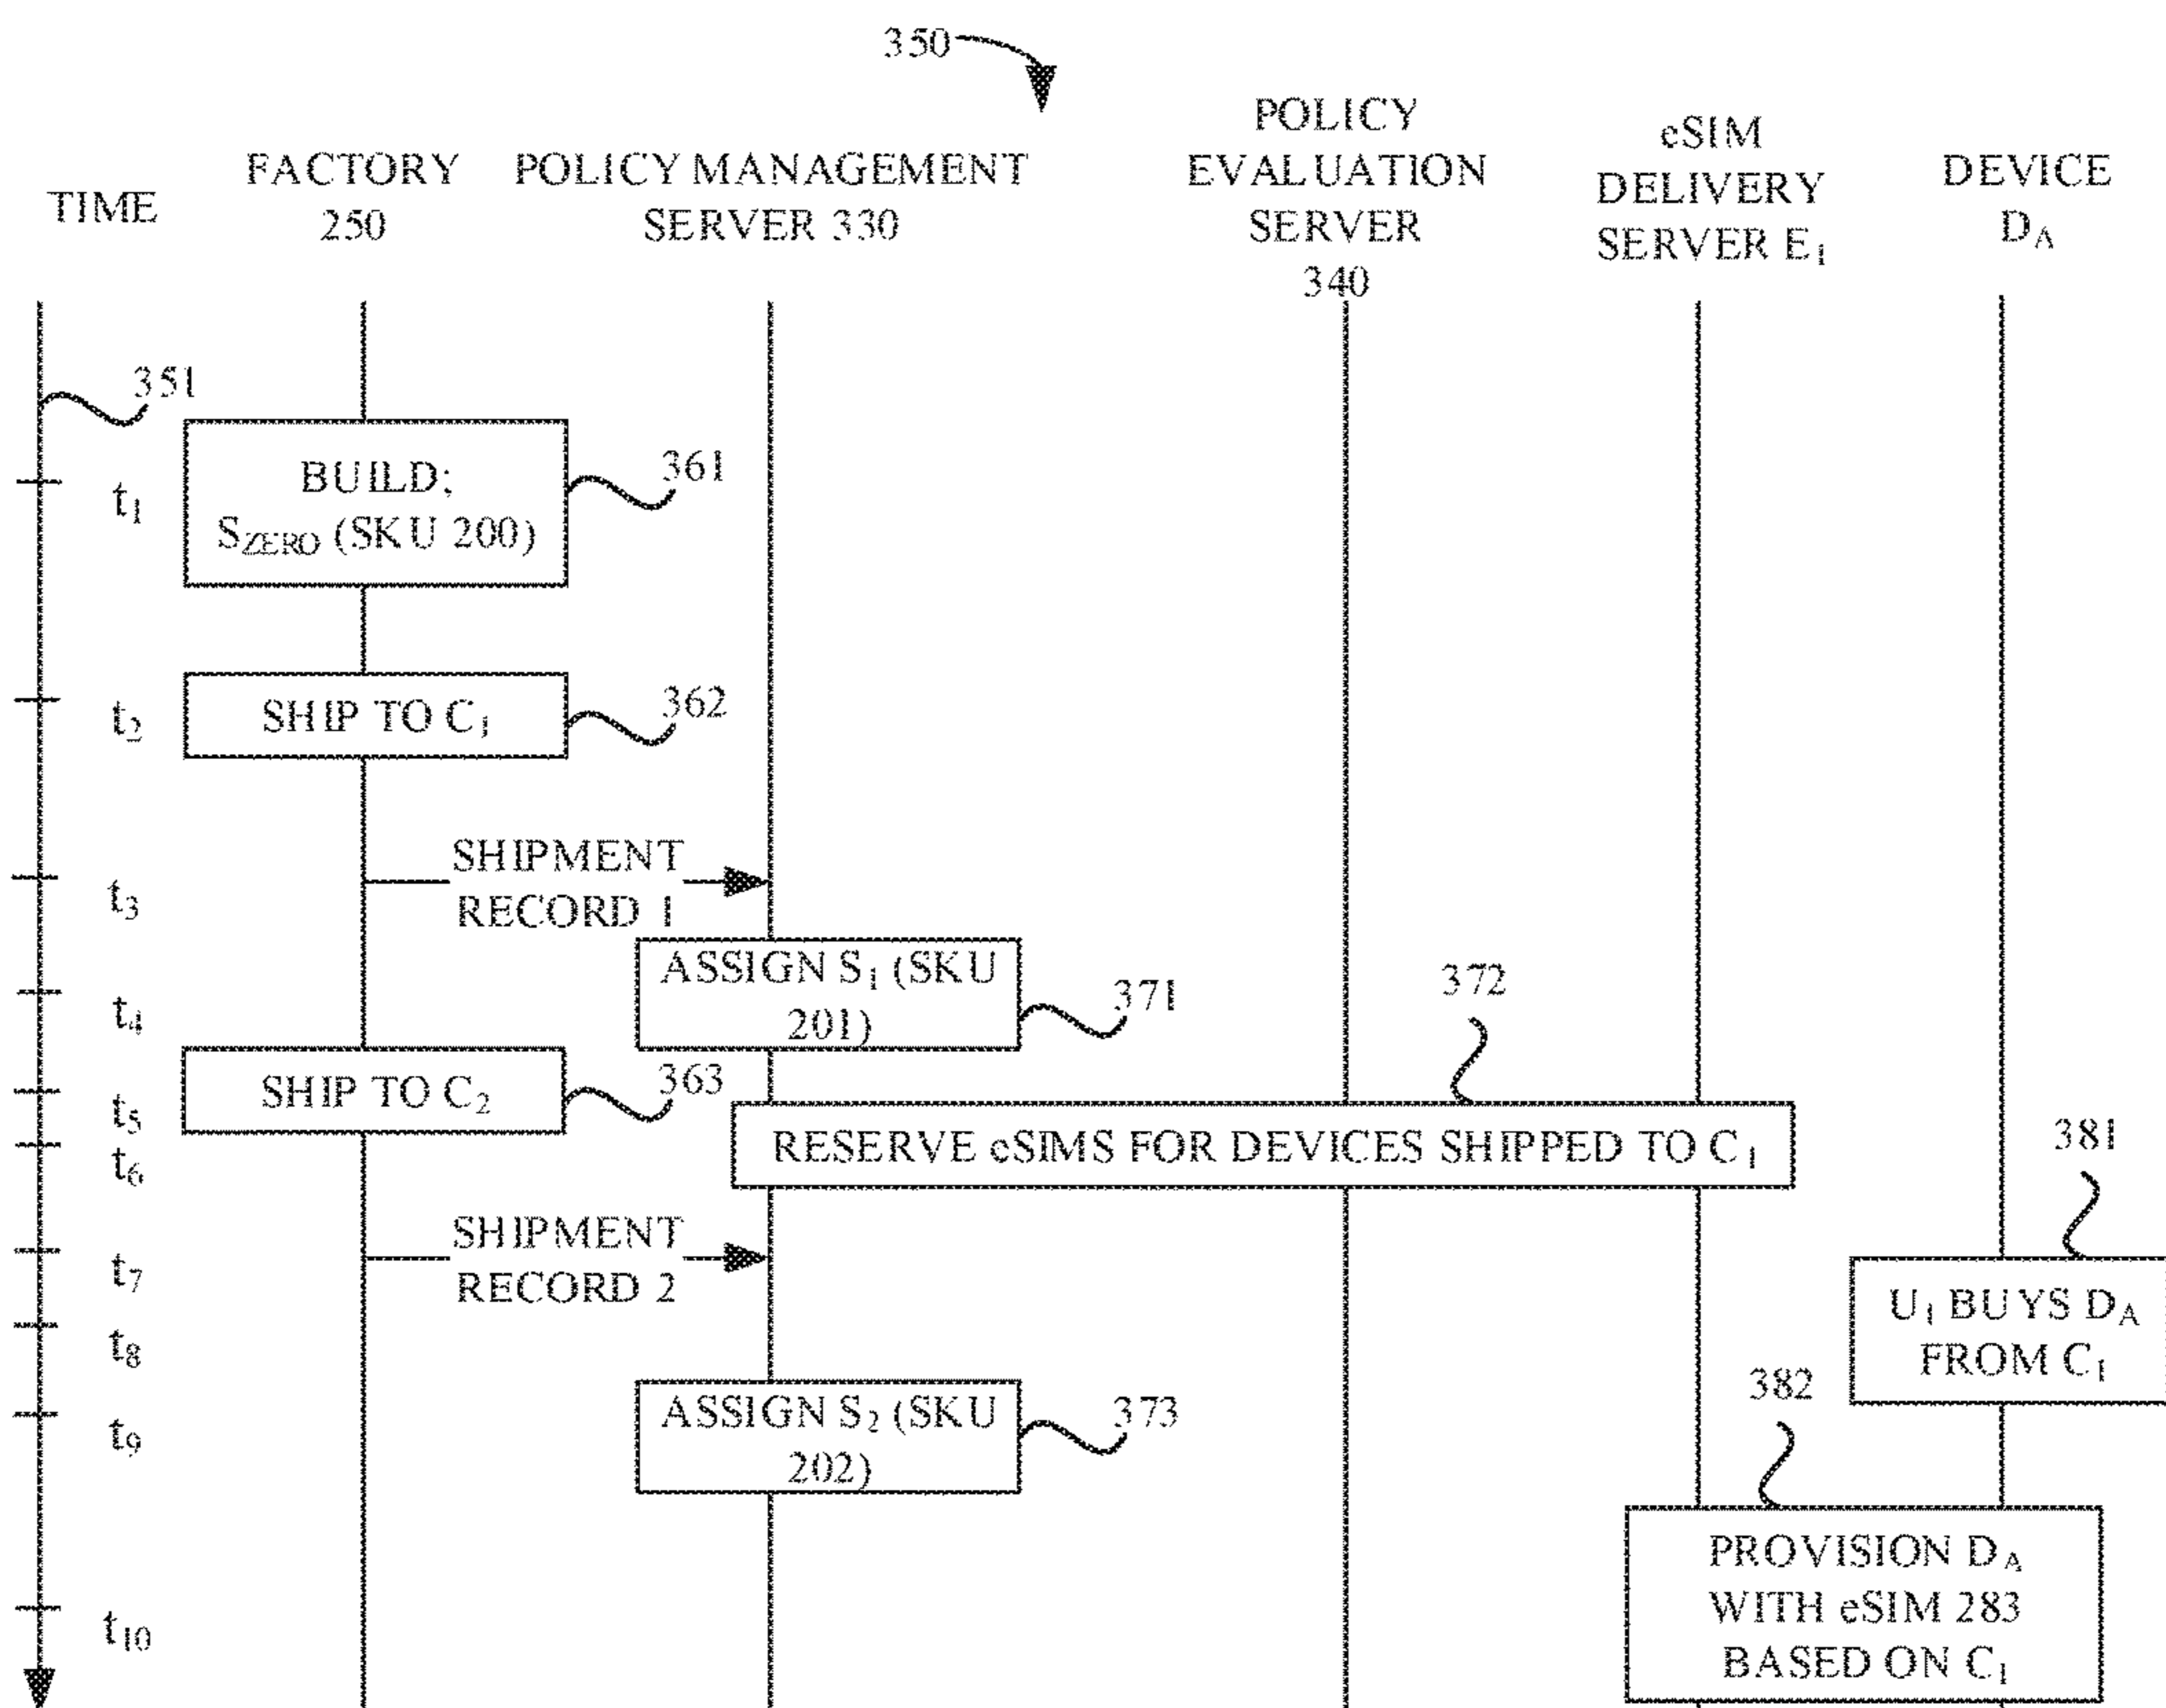 350
TIME
FACTORY
250
POLICY MANAGEMENT
SERVER 330
POLICY
EVALUATION
SERVER
340
eSIM
DELIVERY
SERVER E₁
DEVICE
D_A
351
t₁
BUILD;
S_ZERO (SKU 200)
361
t₂
SHIP TO C₁
362
t₃
SHIPMENT
RECORD 1
t₄
ASSIGN S₁ (SKU
201)
371
372
t₅
SHIP TO C₂
363
t₆
RESERVE eSIMS FOR DEVICES SHIPPED TO C₁
381
t₇
SHIPMENT
RECORD 2
t₈
U₁ BUYS D_A
FROM C₁
t₉
ASSIGN S₂ (SKU
202)
373
382
t₁₀
PROVISION D_A
WITH eSIM 283
BASED ON C₁